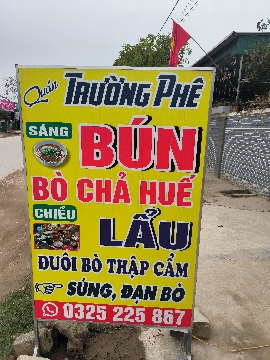 Quán TRƯỜNG PHÊ
SÁNG
BÚN
BÒ CHẢ HUẾ
CHIỀU
LẨU
ĐUÔI BÒ THẬP CẨM
SỦNG, ĐẠN BÒ
0325 225 867